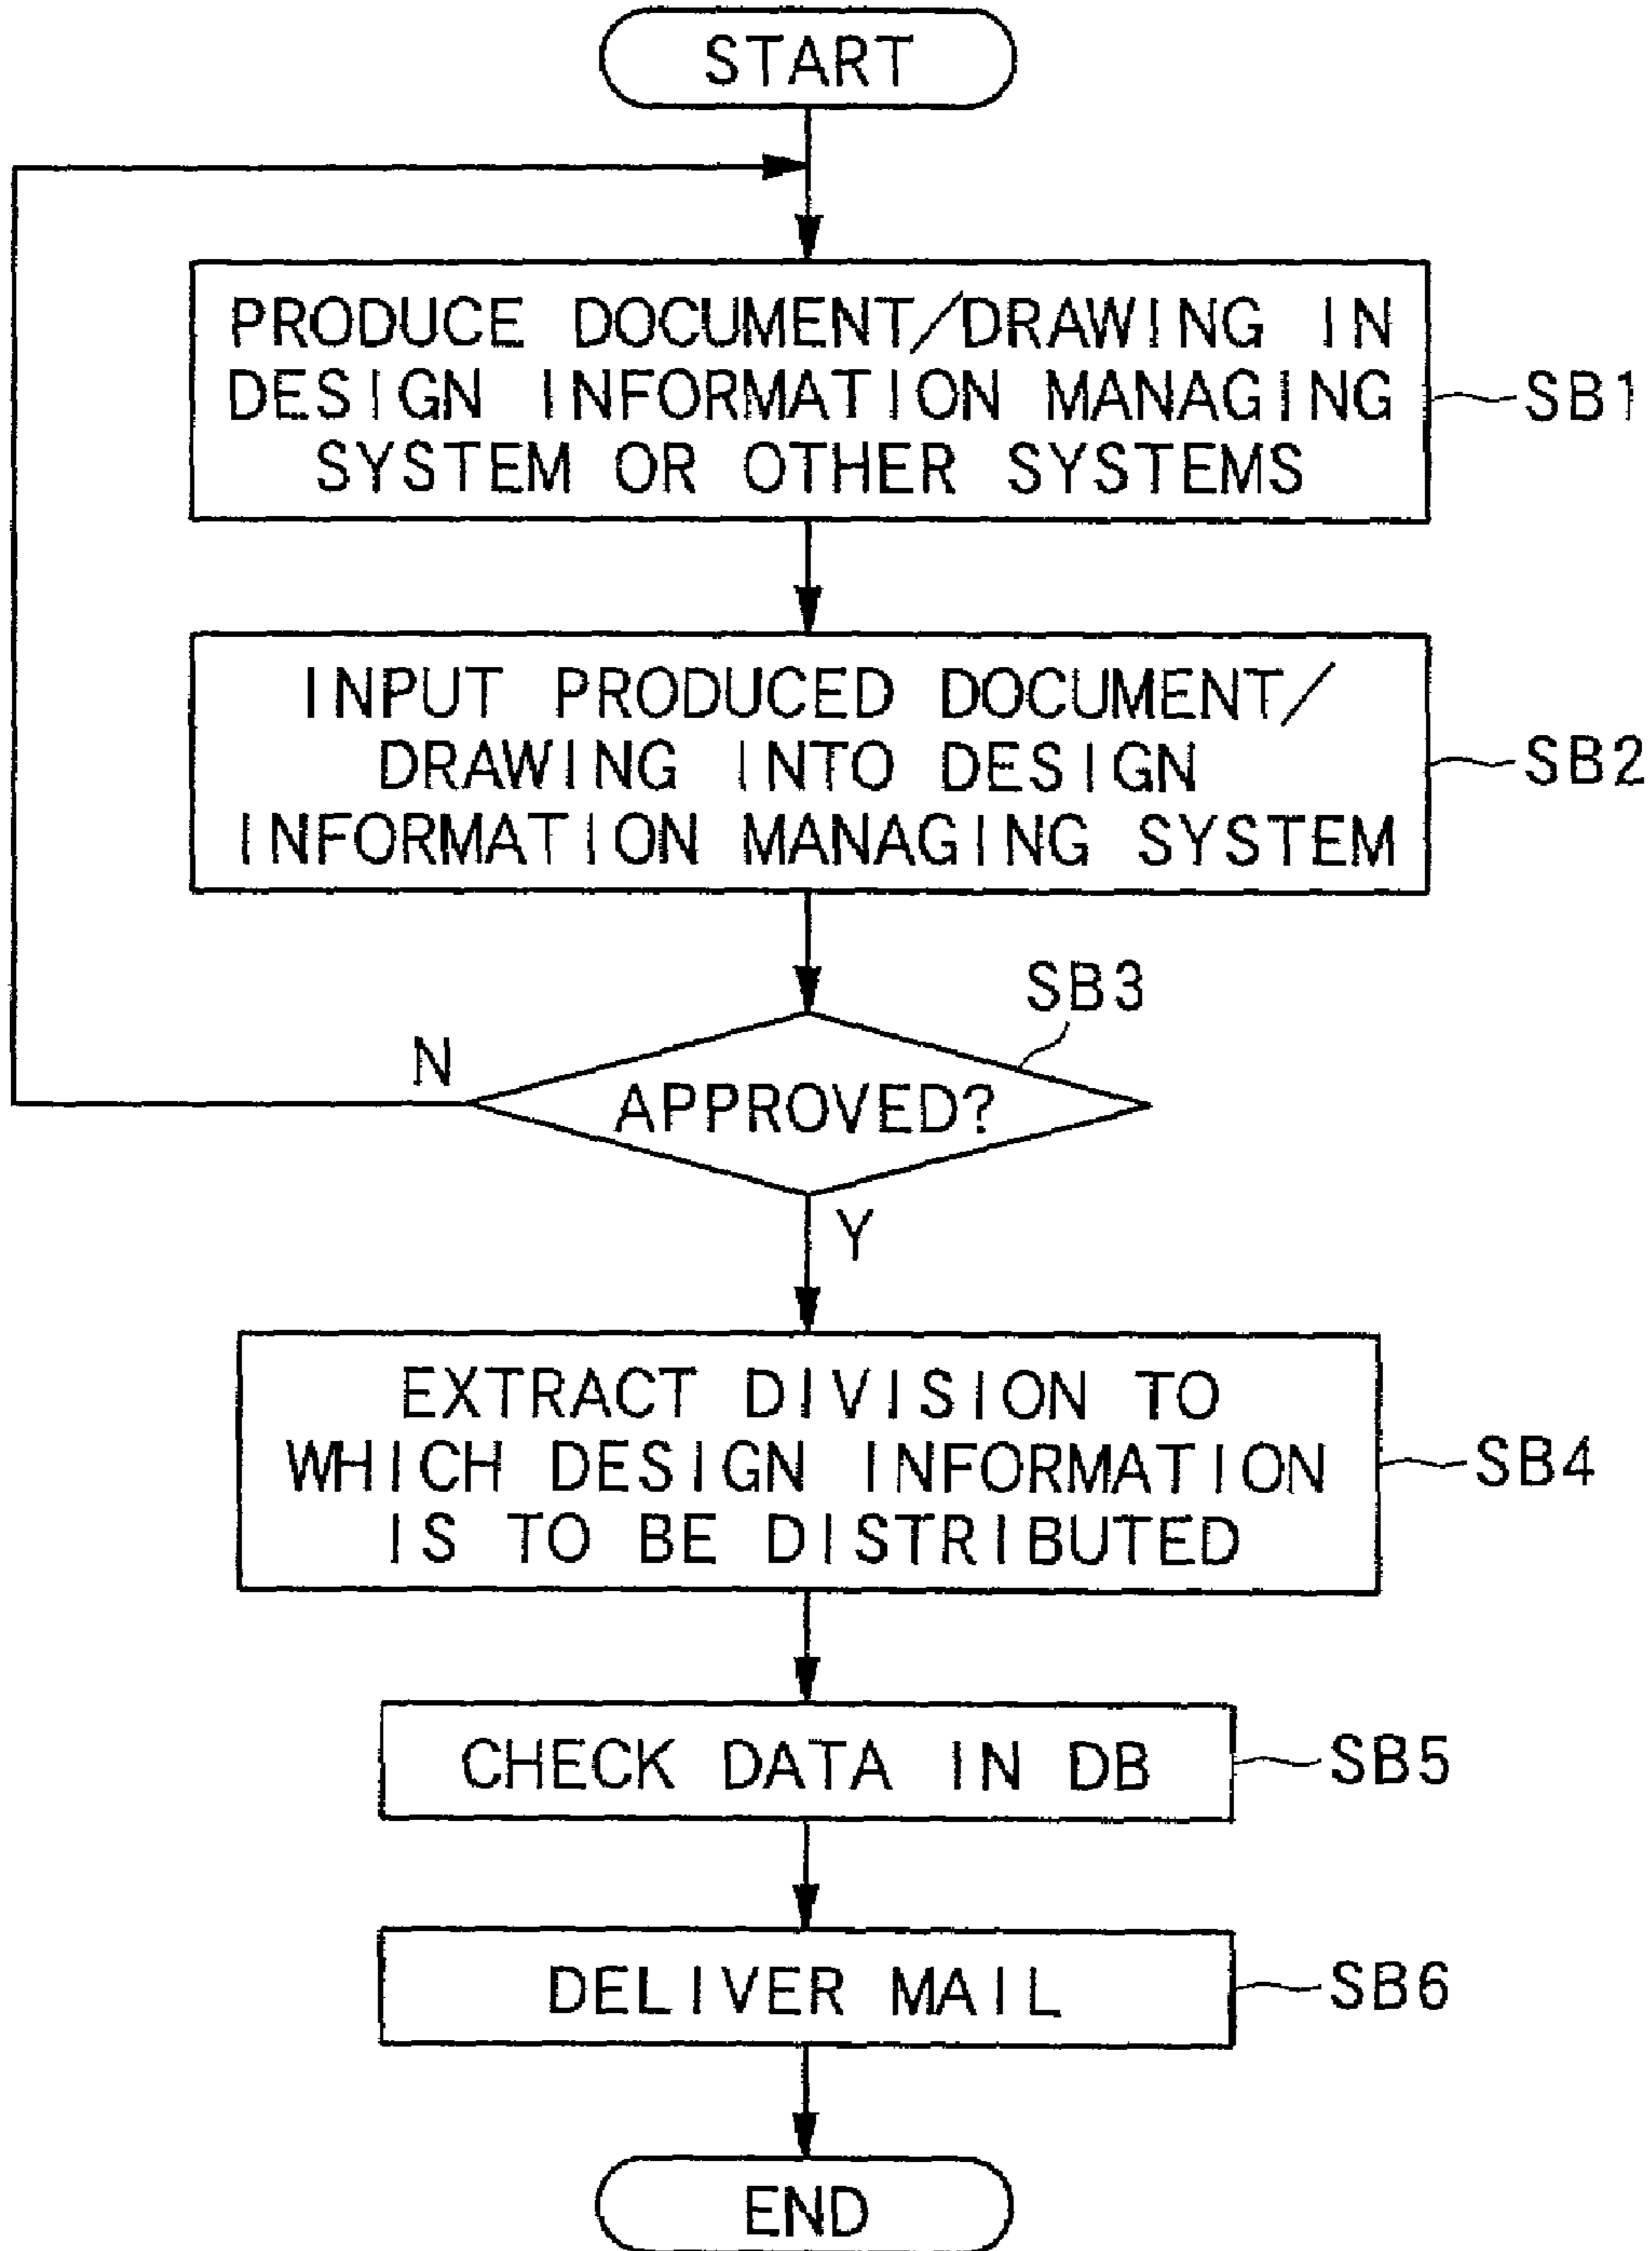 START
PRODUCE DOCUMENT/DRAWING IN
DESIGN INFORMATION MANAGING
SYSTEM OR OTHER SYSTEMS
SB1
INPUT PRODUCED DOCUMENT/
DRAWING INTO DESIGN
INFORMATION MANAGING SYSTEM
SB2
SB3
N
APPROVED?
Y
EXTRACT DIVISION TO
WHICH DESIGN INFORMATION
IS TO BE DISTRIBUTED
SB4
CHECK DATA IN DB
SB5
DELIVER MAIL
SB6
END